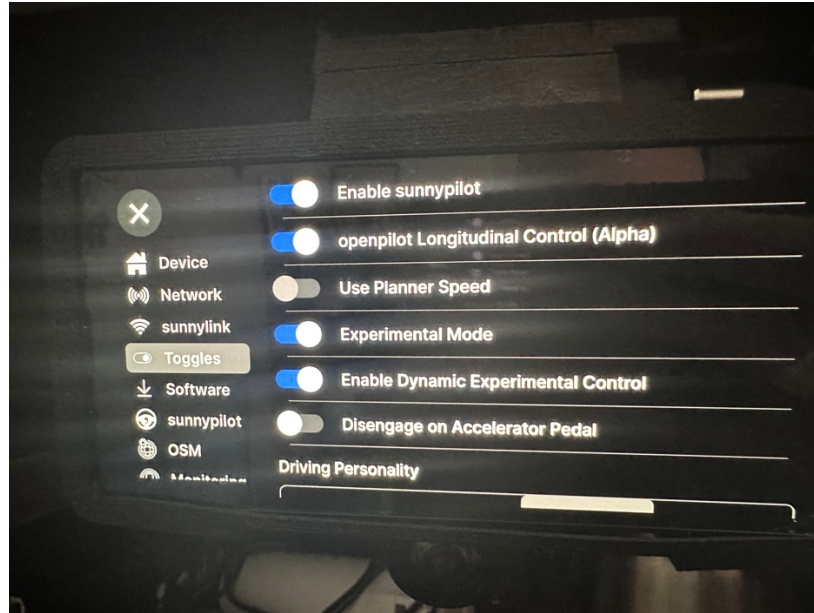 Enable sunnypilot
openpilot Longitudinal Control (Alpha)
Use Planner Speed
Experimental Mode
Enable Dynamic Experimental Control
Disengage on Accelerator Pedal
Driving Personality
Device
Network
sunnylink
Toggles
Software
sunnypilot
OSM
Monitoring